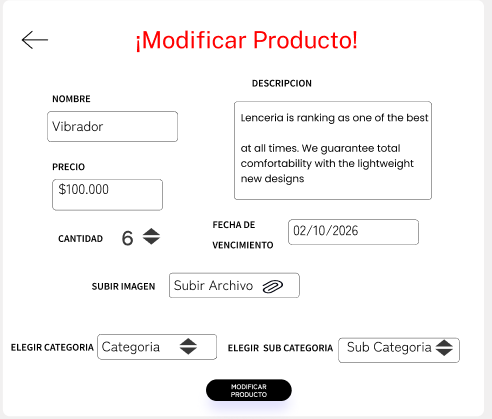 ¡Modificar Producto!
NOMBRE
Vibrador
DESCRIPCION
Lenceria is ranking as one of the best
at all times. We guarantee total
comfortability with the lightweight
new designs
PRECIO
$100.000
CANTIDAD 6
FECHA DE
VENCIMIENTO
02/10/2026
SUBIR IMAGEN Subir Archivo
ELEGIR CATEGORIA Categoria ELEGIR SUB CATEGORIA Sub Categoria
MODIFICAR
PRODUCTO